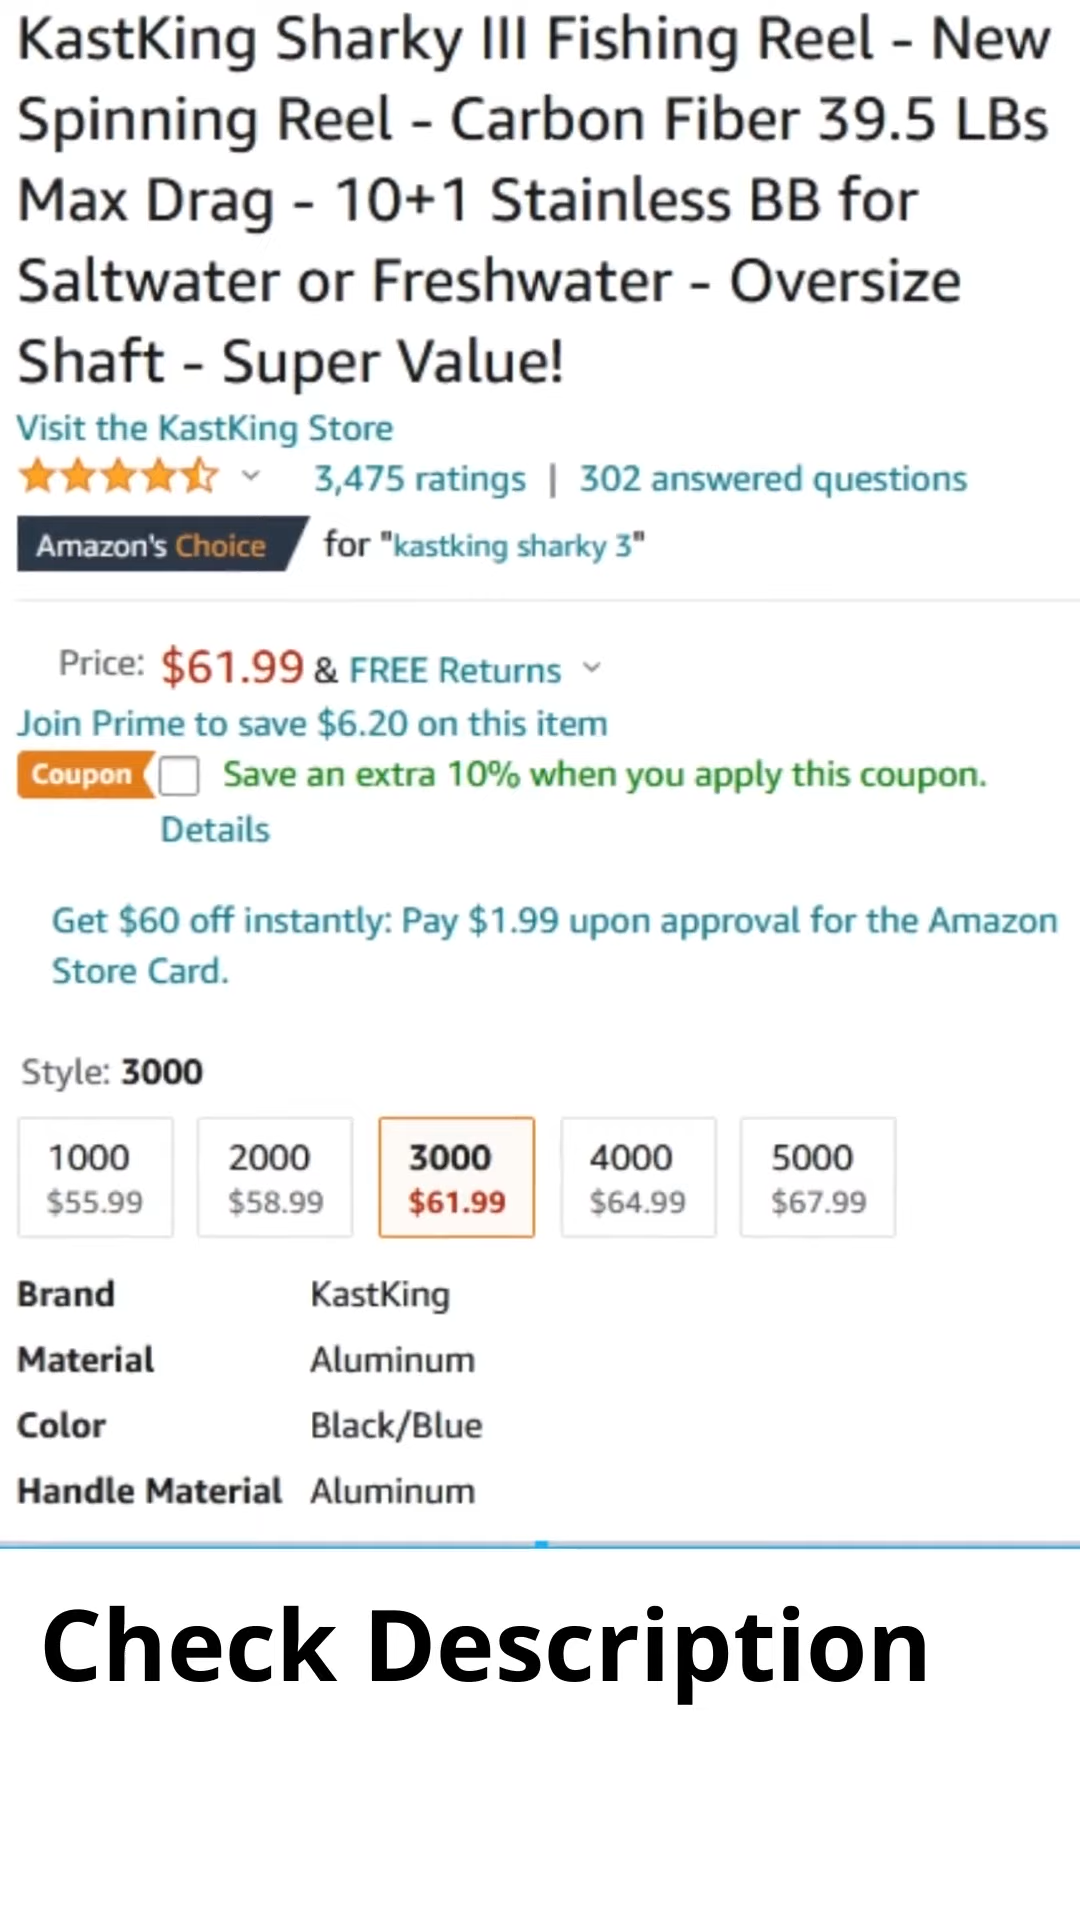 KastKing Sharky III Fishing Reel - New
Spinning Reel - Carbon Fiber 39.5 LBs
Max Drag - 10+1 Stainless BB for
Saltwater or Freshwater - Oversize
Shaft - Super Value!
Visit the KastKing Store
3,475 ratings | 302 answered questions
Amazon's Choice for "kastking sharky 3"
Price: $61.99 & FREE Returns
Join Prime to save $6.20 on this item
Coupon Save an extra 10% when you apply this coupon.
Details
Get $60 off instantly: Pay $1.99 upon approval for the Amazon
Store Card.
Style: 3000
1000 2000 3000 4000 5000
$55.99 $58.99 $61.99 $64.99 $67.99
Brand KastKing
Material Aluminum
Color Black/Blue
Handle Material Aluminum
Check Description